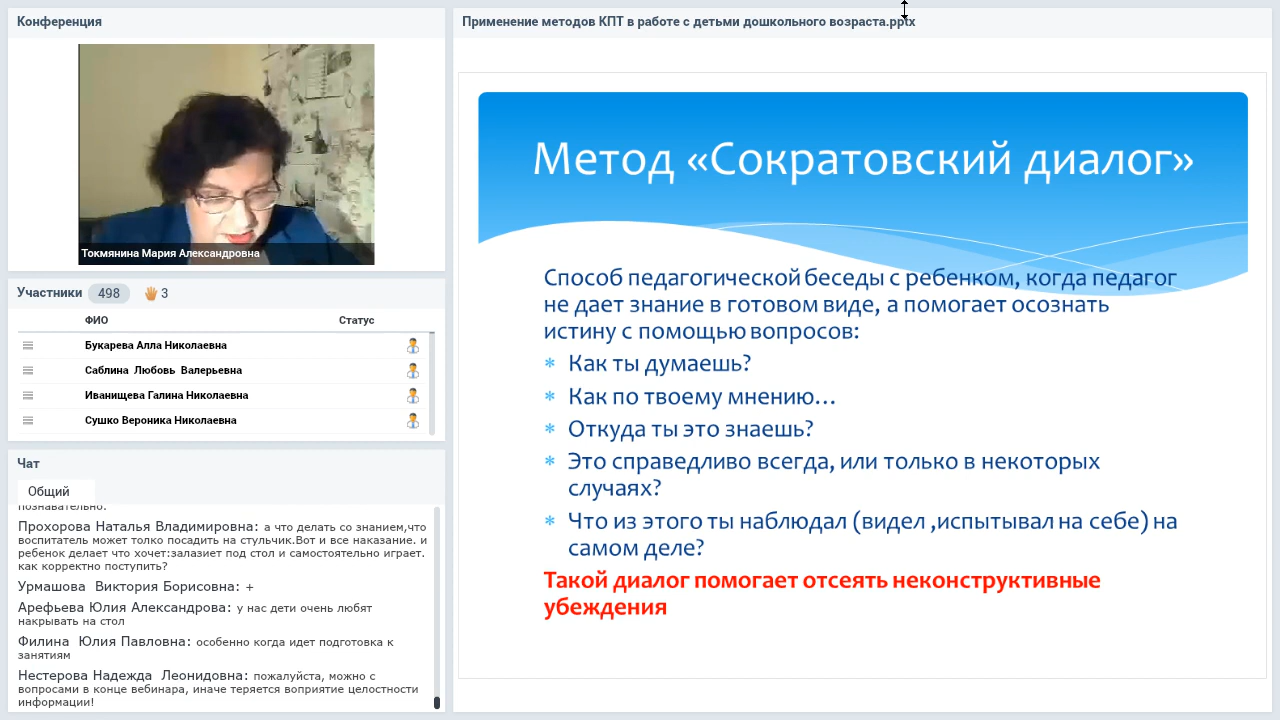 Конференция
Токмянина Мария Александровна
Участники 498 3
ФИО Статус
Букарева Алла Николаевна
Саблина Любовь Валерьевна
Иванищева Галина Николаевна
Сушко Вероника Николаевна
Чат
Общий
познавательно.
Прохорова Наталья Владимировна: а что делать со знанием,что
воспитатель может толко посадить на стульчик.Вот и все наказание. и
ребенок делает что хочет:залазиет под стол и самостоятельно играет.
как корректно поступить?
Урмашова Виктория Борисовна: +
Арефьева Юлия Александрова: у нас дети очень любят
накрывать на стол
Филина Юлия Павловна: особенно когда идет подготовка к
занятиям
Нестерова Надежда Леонидовна: пожалуйста, можно с
вопросами в конце вебинара, иначе теряется воприятие целостности
информации!
Применение методов КПТ в работе с детьми дошкольного возраста.pptx
Метод «Сократовский диалог»
Способ педагогической беседы с ребенком, когда педагог
не дает знание в готовом виде, а помогает осознать
истину с помощью вопросов:
* Как ты думаешь?
* Как по твоему мнению…
* Откуда ты это знаешь?
* Это справедливо всегда, или только в некоторых
случаях?
* Что из этого ты наблюдал (видел ,испытывал на себе) на
самом деле?
Такой диалог помогает отсеять неконструктивные
убеждения